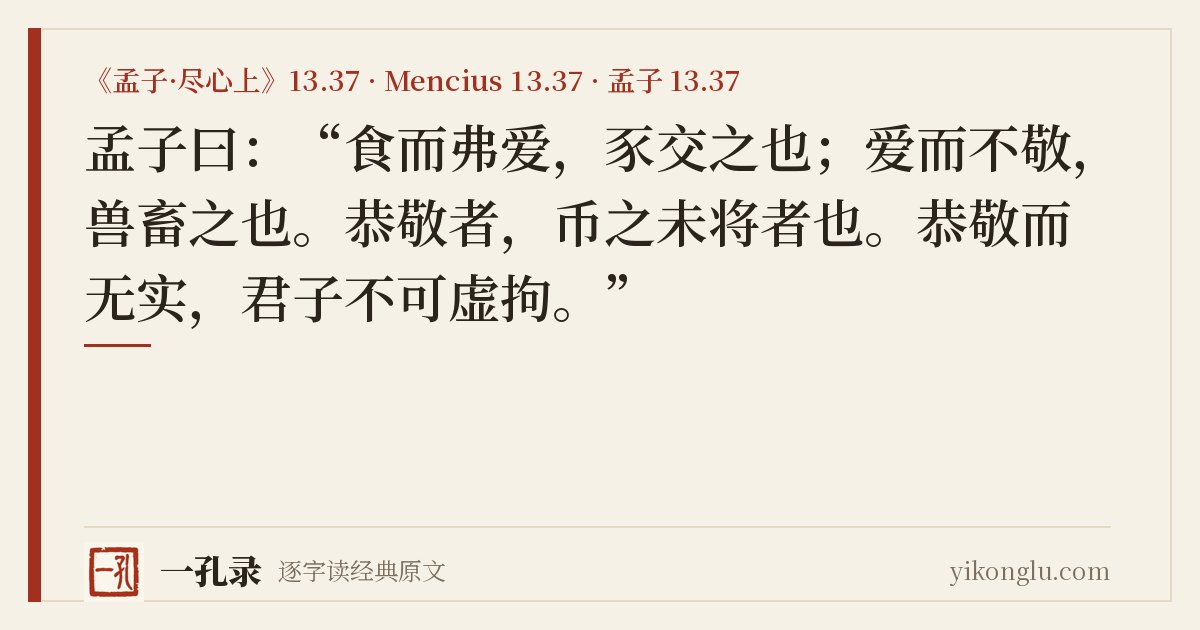 《孟子·尽心上》13.37 · Mencius 13.37 · 孟子 13.37
孟子曰：“食而弗爱，豕交之也；爱而不敬，
兽畜之也。恭敬者，币之未将者也。恭敬而
无实，君子不可虚拘。”
一孔
一孔录 逐字读经典原文 yikonglu.com